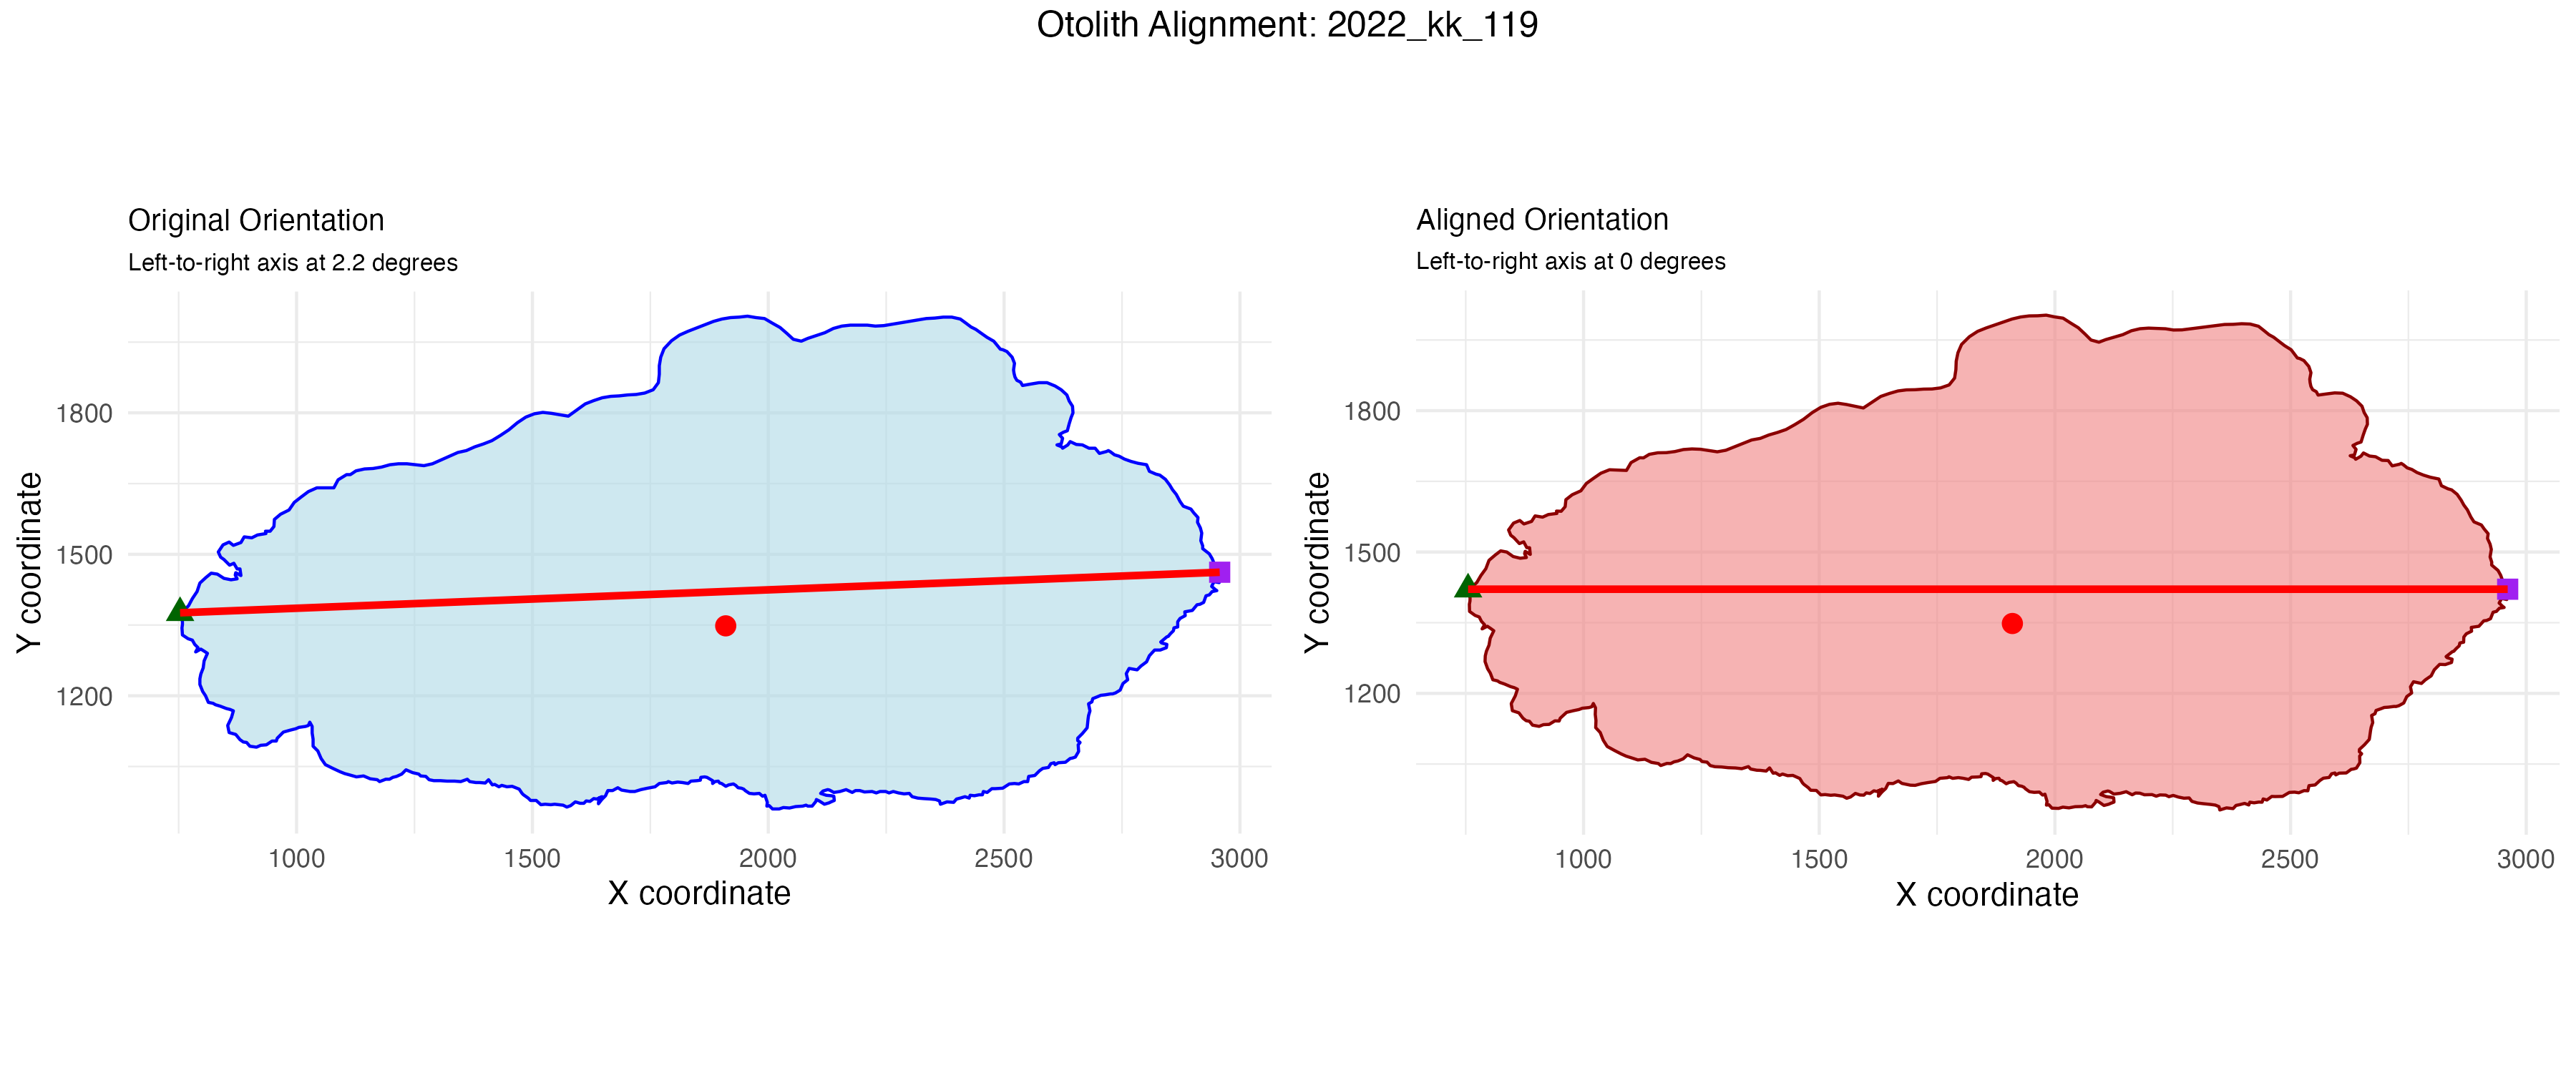 Otolith Alignment: 2022_kk_119
Original Orientation
Left-to-right axis at 2.2 degrees
Y coordinate
1800
1500
1200
1000 1500 2000 2500 3000
X coordinate
Aligned Orientation
Left-to-right axis at 0 degrees
Y coordinate
1800
1500
1200
1000 1500 2000 2500 3000
X coordinate